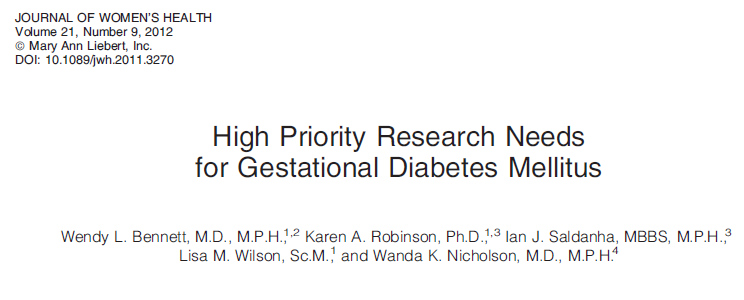 JOURNAL OF WOMEN'S HEALTH
Volume 21, Number 9, 2012
© Mary Ann Liebert, Inc.
DOI: 10.1089/jwh.2011.3270
High Priority Research Needs
for Gestational Diabetes Mellitus
Wendy L. Bennett, M.D., M.P.H.,1,2 Karen A. Robinson, Ph.D.,1,3 Ian J. Saldanha, MBBS, M.P.H.,3
Lisa M. Wilson, Sc.M.,1 and Wanda K. Nicholson, M.D., M.P.H.4